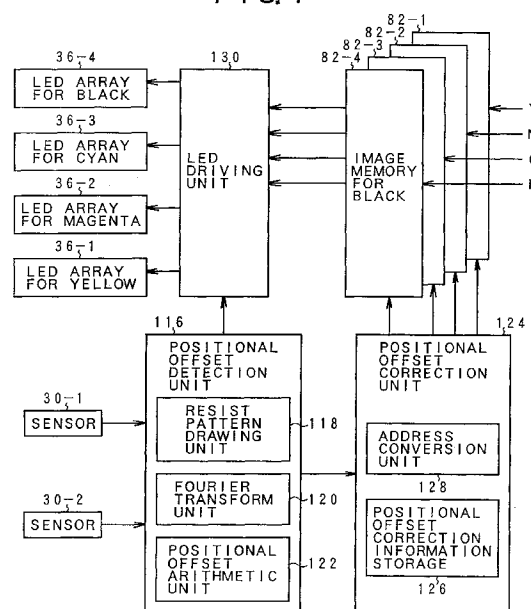 82-1
82-2
82-3
82-4
36-4
130
LED ARRAY
FOR BLACK
36-3
LED ARRAY
FOR CYAN
36-2
LED ARRAY
FOR MAGENTA
36-1
LED ARRAY
FOR YELLOW
LED
DRIVING
UNIT
IMAGE
MEMORY
FOR
BLACK
116
POSITIONAL
OFFSET
DETECTION
UNIT
124
POSITIONAL
OFFSET
CORRECTION
UNIT
30-1
SENSOR
RESIST
PATTERN
DRAWING
UNIT
118
ADDRESS
CONVERSION
UNIT
128
30-2
SENSOR
FOURIER
TRANSFORM
UNIT
120
POSITIONAL
OFFSET
CORRECTION
INFORMATION
STORAGE
126
POSITIONAL
OFFSET
ARITHMETIC
UNIT
122